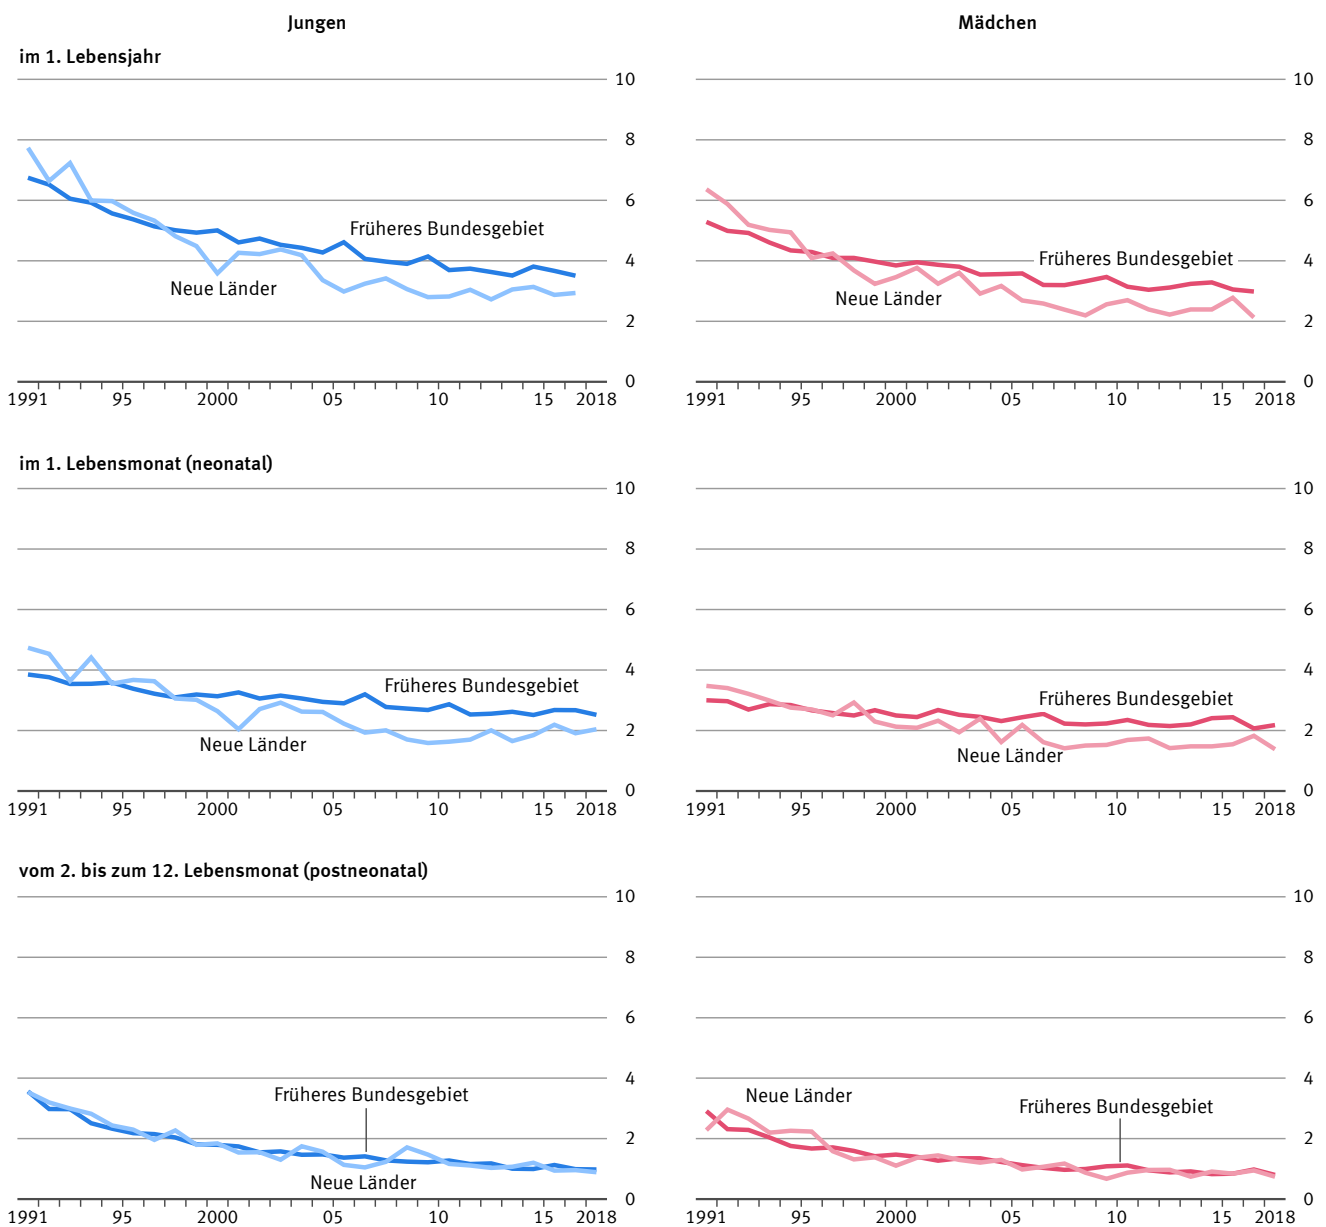 Jungen
Mädchen
im 1. Lebensjahr
10
8
6
4
2
0
Früheres Bundesgebiet
Neue Länder
1991 95 2000 05 10 15 2018
10
8
6
4
2
0
Früheres Bundesgebiet
Neue Länder
1991 95 2000 05 10 15 2018
im 1. Lebensmonat (neonatal)
10
8
6
4
2
0
Früheres Bundesgebiet
Neue Länder
1991 95 2000 05 10 15 2018
10
8
6
4
2
0
Früheres Bundesgebiet
Neue Länder
1991 95 2000 05 10 15 2018
vom 2. bis zum 12. Lebensmonat (postneonatal)
10
8
6
4
2
0
Früheres Bundesgebiet
Neue Länder
1991 95 2000 05 10 15 2018
10
8
6
4
2
0
Neue Länder
Früheres Bundesgebiet
1991 95 2000 05 10 15 2018